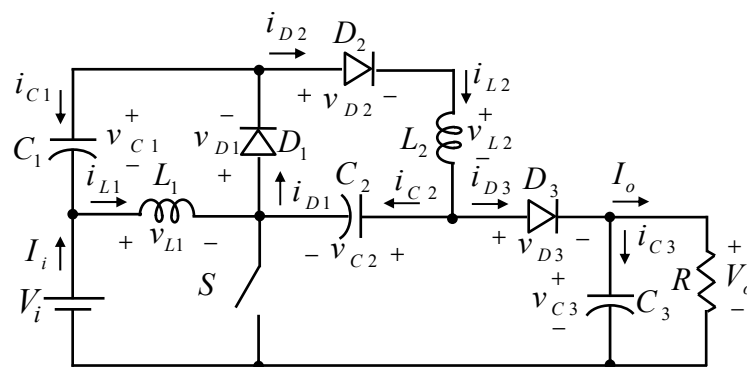 i_{D2} D_2
+ v_{D2} −
i_{C1} i_{L2}
C_1 + v_{C1} − − v_{D1} + D_1 L_2 + v_{L2} −
i_{L1} L_1 i_{D1} C_2 i_{C2} i_{D3} D_3 I_o
+ v_{L1} − − v_{C2} + + v_{D3} − i_{C3}
I_i S + v_{C3} − C_3 R + V_o −
V_i